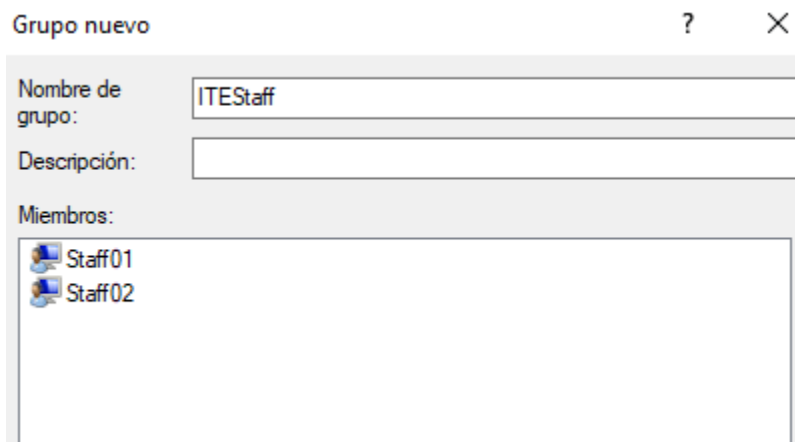 Grupo nuevo ? ×
Nombre de
grupo:
ITEStaff
Descripción:
Miembros:
Staff01
Staff02